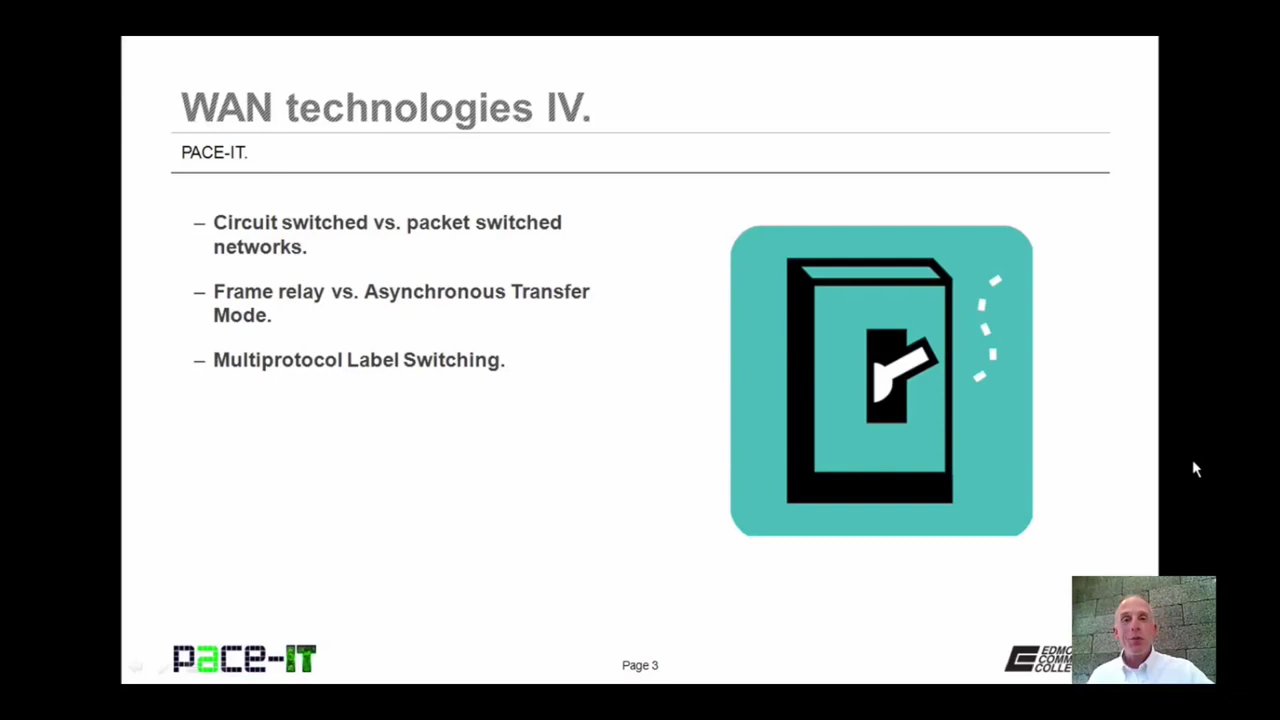 WAN technologies IV.
PACE-IT.
– Circuit switched vs. packet switched
networks.
– Frame relay vs. Asynchronous Transfer
Mode.
– Multiprotocol Label Switching.
pace-IT
Page 3